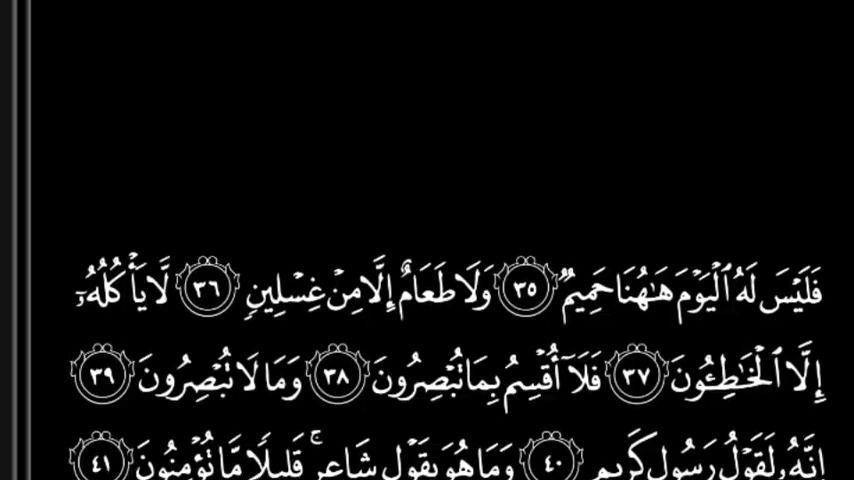 فَلَيْسَ لَهُ ٱلْيَوْمَ هَٰهُنَا حَمِيمٌ ٣٥ وَلَا طَعَامٌ إِلَّا مِنْ غِسْلِينٍ ٣٦ لَّا يَأْكُلُهُۥٓ
إِلَّا ٱلْخَٰطِـُٔونَ ٣٧ فَلَآ أُقْسِمُ بِمَا تُبْصِرُونَ ٣٨ وَمَا لَا تُبْصِرُونَ ٣٩
إِنَّهُۥ لَقَوْلُ رَسُولٍ كَرِيمٍ ٤٠ وَمَا هُوَ بِقَوْلِ شَاعِرٍ ۚ قَلِيلًا مَّا تُؤْمِنُونَ ٤١